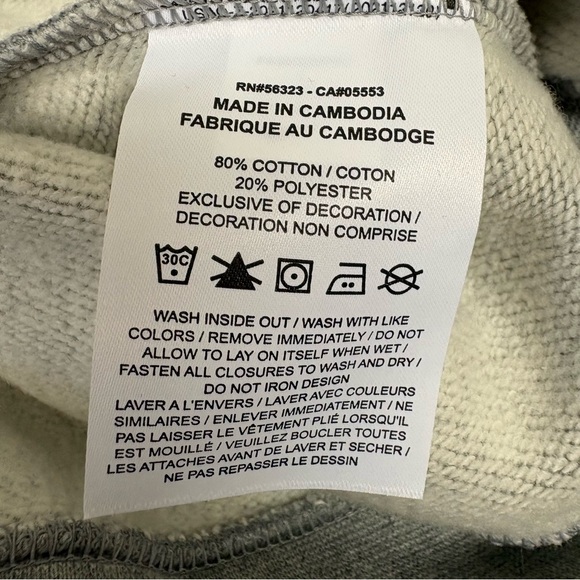 RN#56323 - CA#05553
MADE IN CAMBODIA
FABRIQUE AU CAMBODGE
80% COTTON / COTON
20% POLYESTER
EXCLUSIVE OF DECORATION /
DECORATION NON COMPRISE
30C
WASH INSIDE OUT / WASH WITH LIKE
COLORS / REMOVE IMMEDIATELY / DO NOT
ALLOW TO LAY ON ITSELF WHEN WET /
FASTEN ALL CLOSURES TO WASH AND DRY /
DO NOT IRON DESIGN
LAVER A L'ENVERS / LAVER AVEC COULEURS
SIMILAIRES / ENLEVER IMMEDIATEMENT / NE
PAS LAISSER LE VÊTEMENT PLIÉ LORSQU'IL
EST MOUILLÉ / VEUILLEZ BOUCLER TOUTES
LES ATTACHES AVANT DE LAVER ET SECHER /
NE PAS REPASSER LE DESSIN